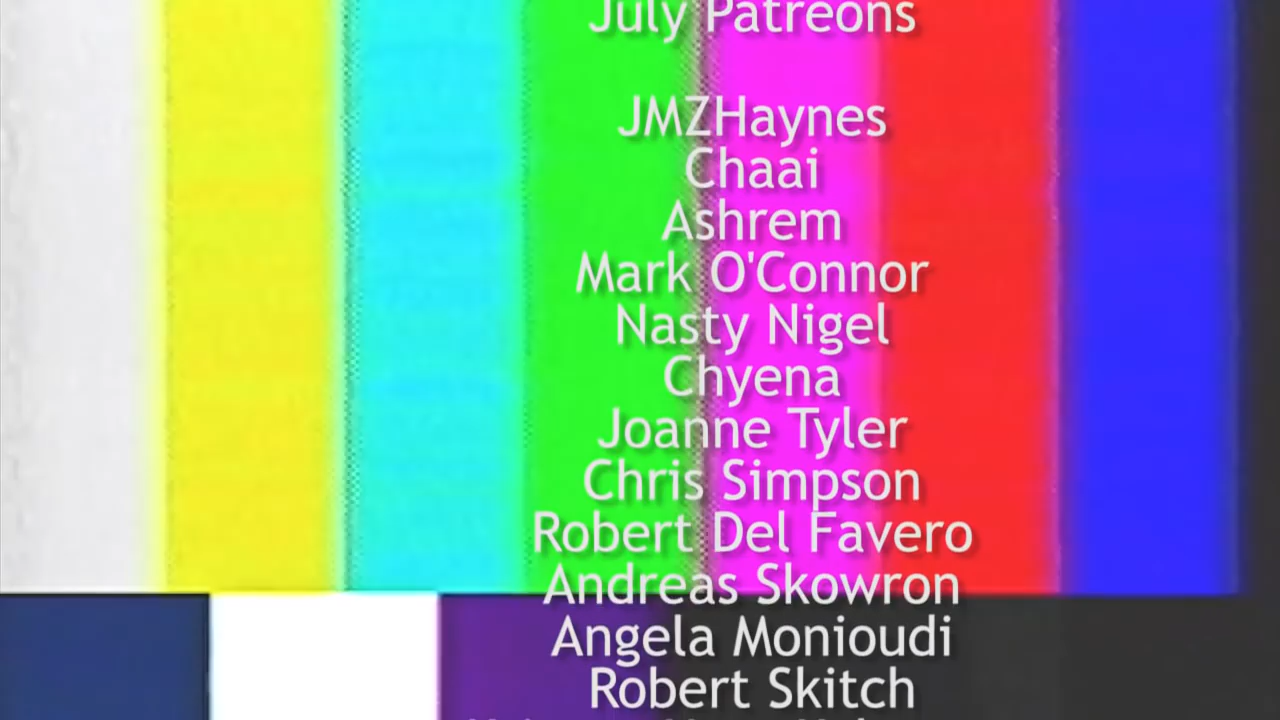 July Patreons
JMZHaynes
Chaai
Ashrem
Mark O'Connor
Nasty Nigel
Chyena
Joanne Tyler
Chris Simpson
Robert Del Favero
Andreas Skowron
Angela Monioudi
Robert Skitch